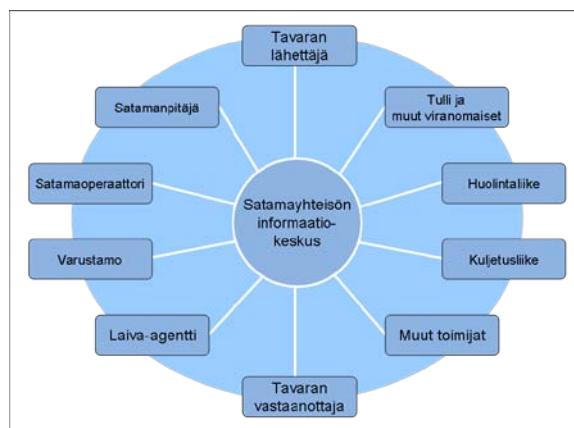 Tavaran
lähettäjä
Satamanpitäjä
Tulli ja
muut viranomaiset
Satamaoperaattori
Huolintaliike
Satamayhteisön
informaatio-
keskus
Varustamo
Kuljetusliike
Laiva-agentti
Muut toimijat
Tavaran
vastaanottaja